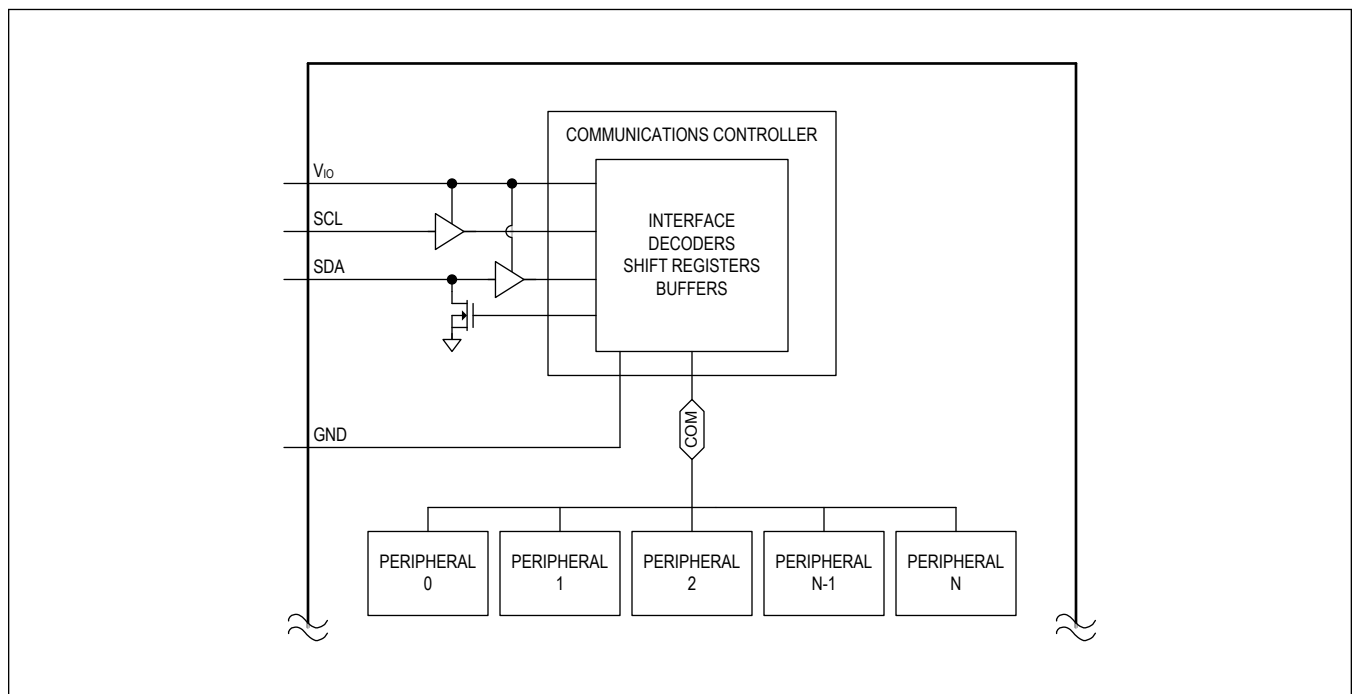 COMMUNICATIONS CONTROLLER
VIO
SCL
SDA
GND
INTERFACE
DECODERS
SHIFT REGISTERS
BUFFERS
COM
PERIPHERAL
0
PERIPHERAL
1
PERIPHERAL
2
PERIPHERAL
N-1
PERIPHERAL
N